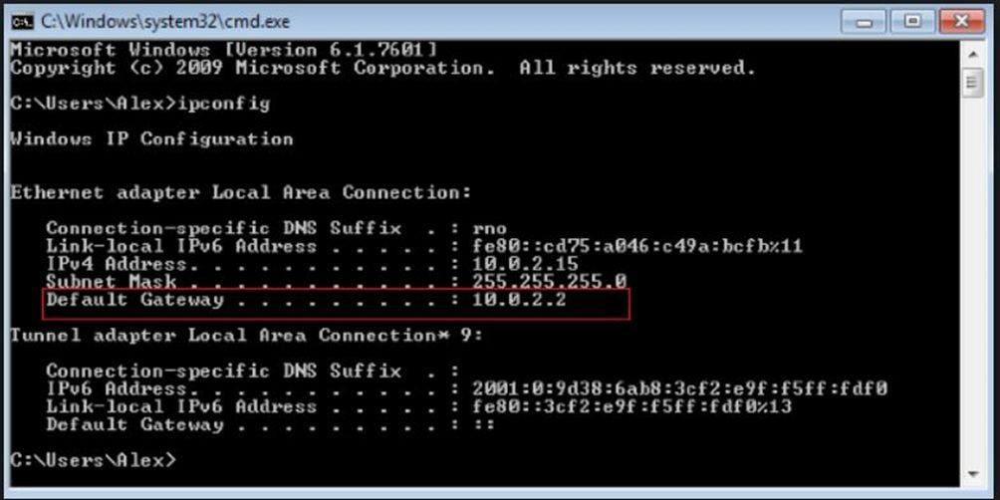 C:\Windows\system32\cmd.exe
Microsoft Windows [Version 6.1.7601]
Copyright (c) 2009 Microsoft Corporation.  All rights reserved.
C:\Users\Alex>ipconfig
Windows IP Configuration
Ethernet adapter Local Area Connection:
   Connection-specific DNS Suffix  . : rno
   Link-local IPv6 Address . . . . . : fe80::cd75:a046:c49a:bcfb%11
   IPv4 Address. . . . . . . . . . . : 10.0.2.15
   Subnet Mask . . . . . . . . . . . : 255.255.255.0
   Default Gateway . . . . . . . . . : 10.0.2.2
Tunnel adapter Local Area Connection* 9:
   Connection-specific DNS Suffix  . :
   IPv6 Address. . . . . . . . . . . : 2001:0:9d38:6ab8:3cf2:e9f:f5ff:fdf0
   Link-local IPv6 Address . . . . . : fe80::3cf2:e9f:f5ff:fdf0%13
   Default Gateway . . . . . . . . . : ::
C:\Users\Alex>